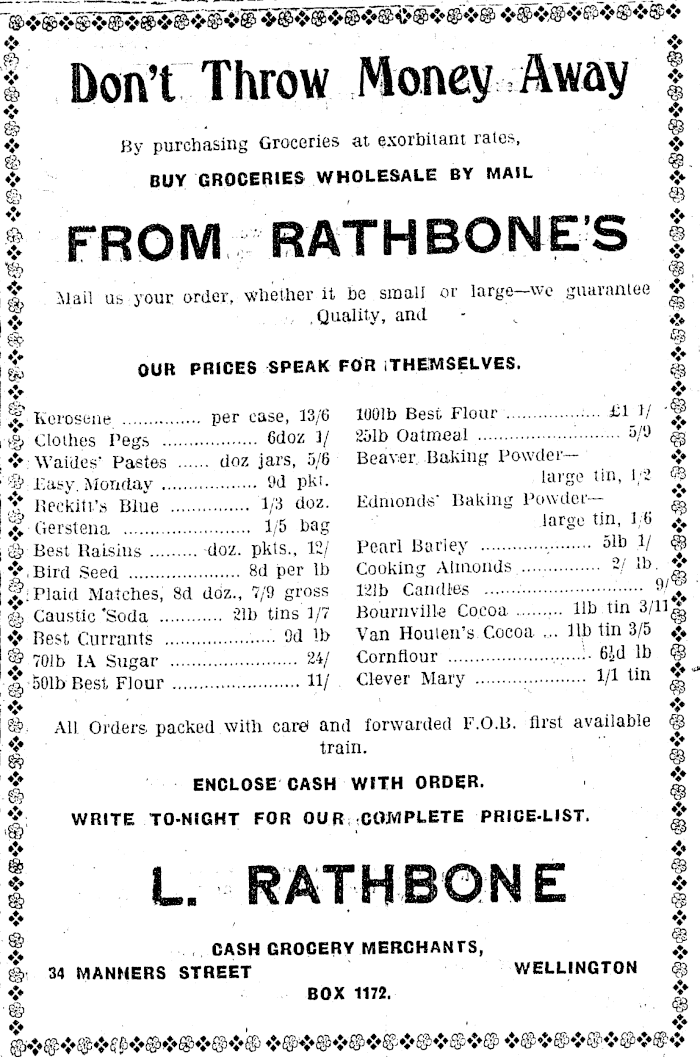 Don't Throw Money Away
By purchasing Groceries at exorbitant rates,
BUY GROCERIES WHOLESALE BY MAIL
FROM RATHBONE'S
Mail us your order, whether it be small or large—we guarantee
Quality, and
OUR PRICES SPEAK FOR THEMSELVES.
Kerosene ............... per case, 13/6
Clothes Pegs .................. 6doz 1/
Waides' Pastes ...... doz jars, 5/6
Easy Monday .................. 9d pkt.
Reckitt's Blue ............... 1/3 doz.
Gerstena ........................ 1/5 bag
Best Raisins ......... doz. pkts., 12/
Bird Seed ..................... 8d per lb
Plaid Matches, 8d doz., 7/9 gross
Caustic Soda ............ 2lb tins 1/7
Best Currants ..................... 9d lb
70lb 1A Sugar ........................ 24/
50lb Best Flour ........................ 11/
100lb Best Flour .................. £1 1/
25lb Oatmeal ........................... 5/9
Beaver Baking Powder—
large tin, 1/2
Edmonds' Baking Powder—
large tin, 1/6
Pearl Barley ..................... 5lb 1/
Cooking Almonds ............... 2/ lb
12lb Candles .............................. 9/
Bournville Cocoa ......... 1lb tin 3/11
Van Houten's Cocoa ... 1lb tin 3/5
Cornflour ........................... 6½d lb
Clever Mary ..................... 1/1 tin
All Orders packed with care and forwarded F.O.B. first available
train.
ENCLOSE CASH WITH ORDER.
WRITE TO-NIGHT FOR OUR COMPLETE PRICE-LIST.
L. RATHBONE
CASH GROCERY MERCHANTS,
34 MANNERS STREET WELLINGTON
BOX 1172.